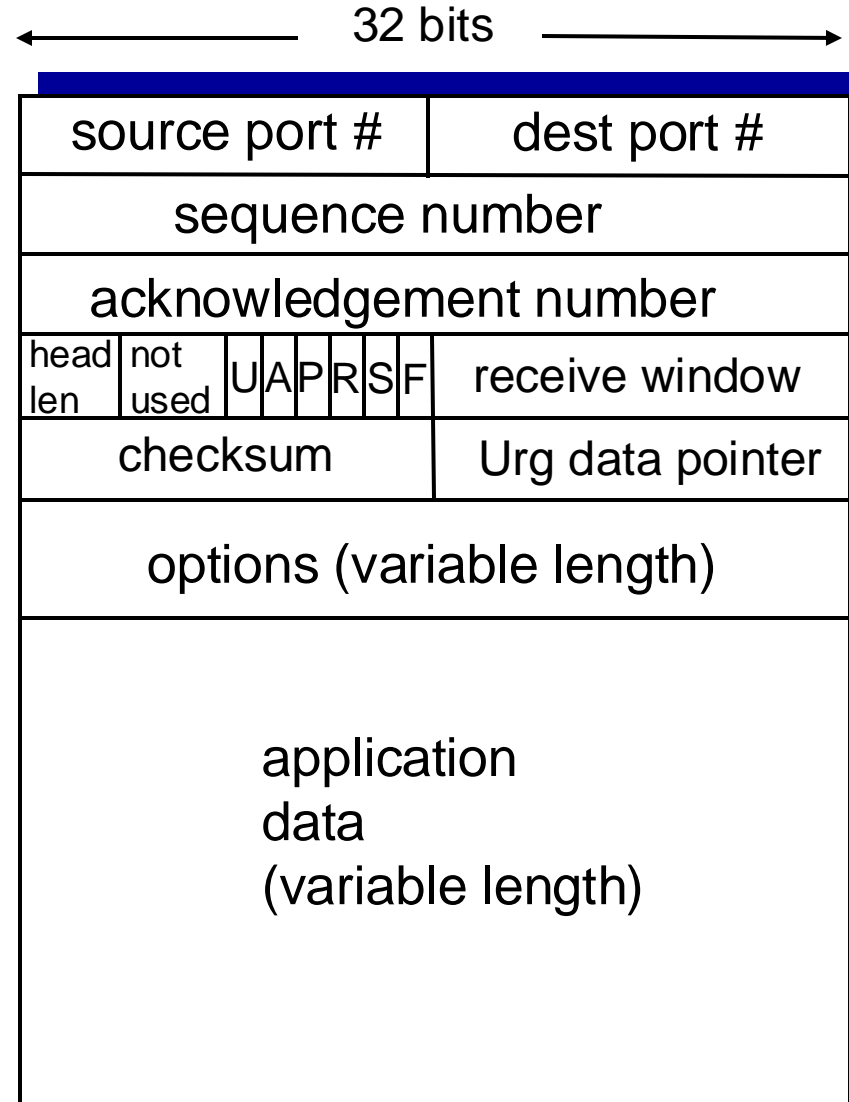 32 bits
source port #
dest port #
sequence number
acknowledgement number
head
len
not
used
U
A
P
R
S
F
receive window
checksum
Urg data pointer
options (variable length)
application
data
(variable length)